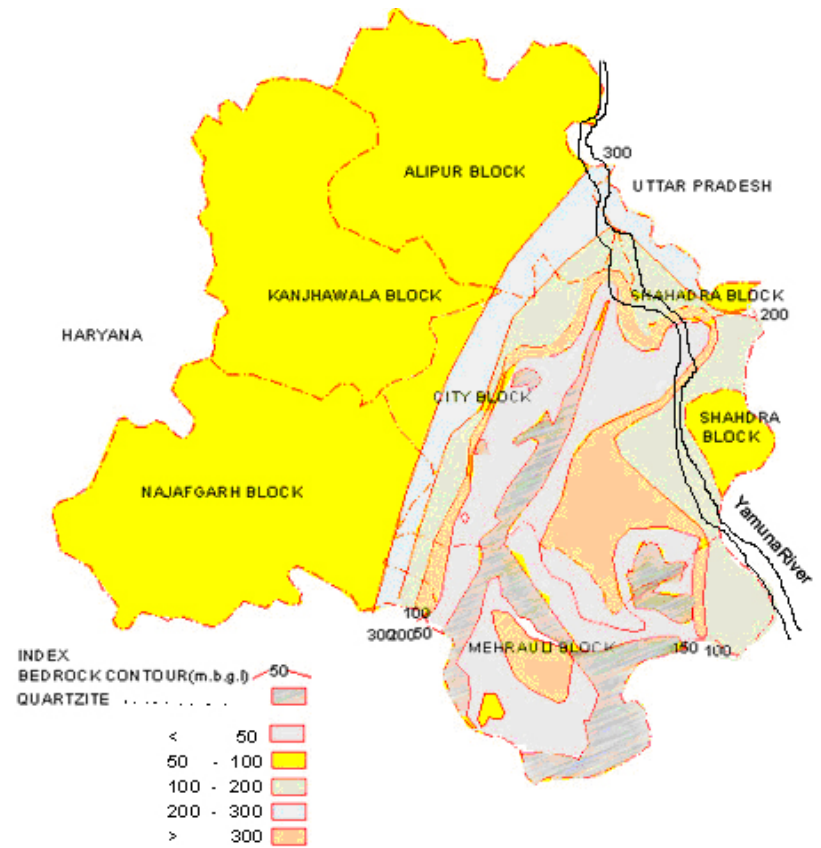 300
ALIPUR BLOCK
UTTAR PRADESH
KANJHAWALA BLOCK
SHAHADRA BLOCK
200
HARYANA
CITY BLOCK
SHAHDRA
BLOCK
NAJAFGARH BLOCK
Yamuna River
100
300 200 50
MEHRAULI BLOCK
150 100
INDEX
BEDROCK CONTOUR(m.b.g.l) 50
QUARTZITE . . . . . . . . .
< 50
50 - 100
100 - 200
200 - 300
> 300